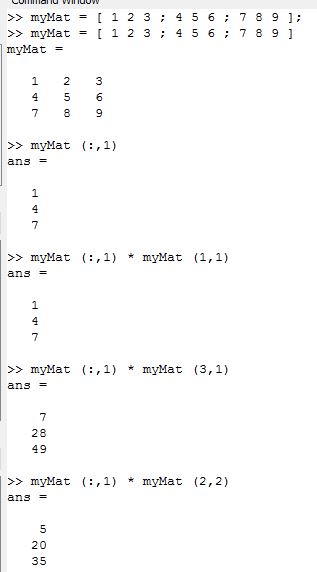 Command Window
>> myMat = [ 1 2 3 ; 4 5 6 ; 7 8 9 ];
>> myMat = [ 1 2 3 ; 4 5 6 ; 7 8 9 ]
myMat =
1 2 3
4 5 6
7 8 9
>> myMat (:,1)
ans =
1
4
7
>> myMat (:,1) * myMat (1,1)
ans =
1
4
7
>> myMat (:,1) * myMat (3,1)
ans =
7
28
49
>> myMat (:,1) * myMat (2,2)
ans =
5
20
35